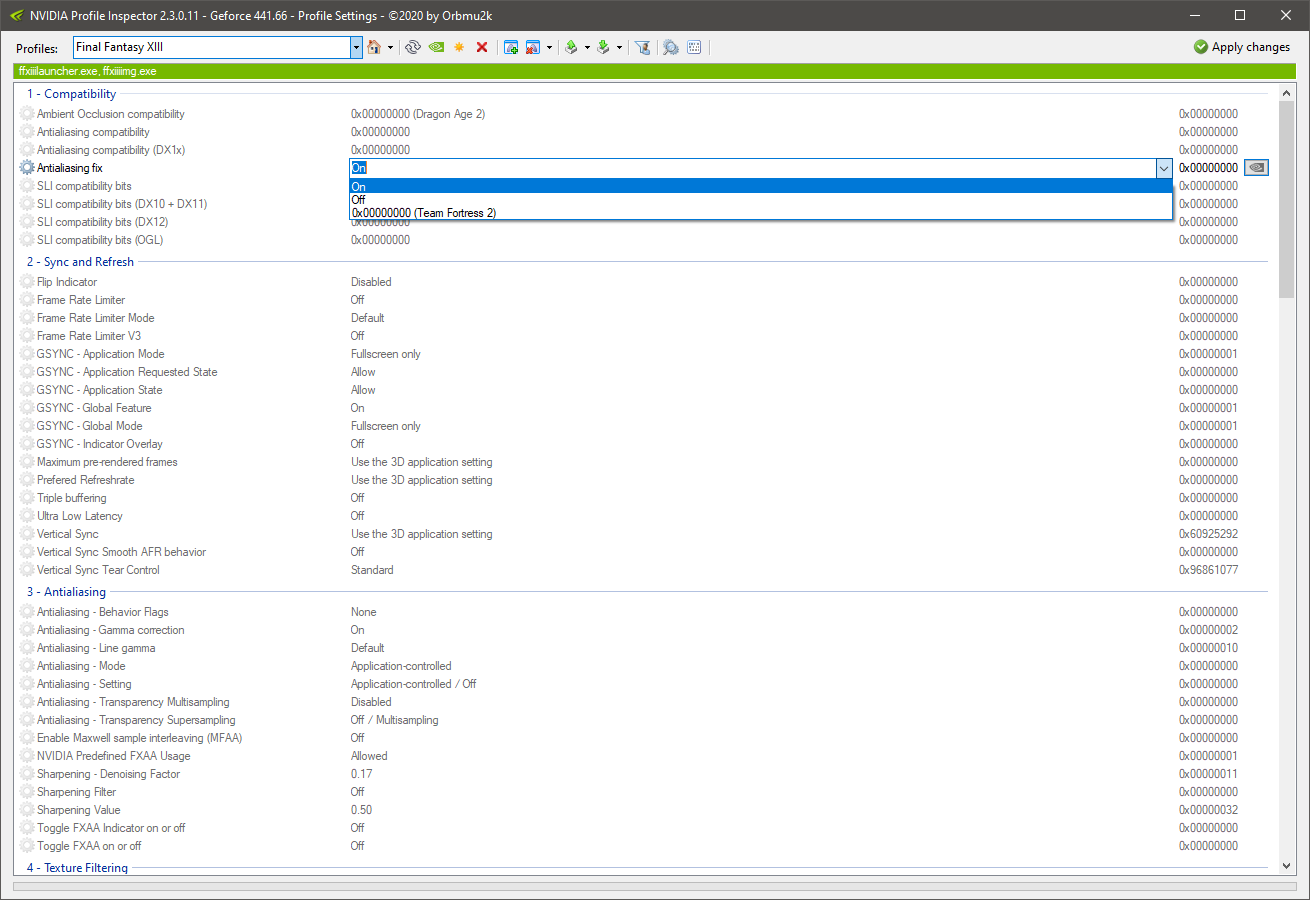 NVIDIA Profile Inspector 2.3.0.11 - Geforce 441.66 - Profile Settings - ©2020 by Orbmu2k
Profiles: Final Fantasy XIII Apply changes
ffxiiilauncher.exe, ffxiiiimg.exe
1 - Compatibility
Ambient Occlusion compatibility 0x00000000 (Dragon Age 2) 0x00000000
Antialiasing compatibility 0x00000000 0x00000000
Antialiasing compatibility (DX1x) 0x00000000 0x00000000
Antialiasing fix On 0x00000000
SLI compatibility bits On 0x00000000
SLI compatibility bits (DX10 + DX11) Off 0x00000000
0x00000000 (Team Fortress 2)
SLI compatibility bits (DX12) 0x00000000 0x00000000
SLI compatibility bits (OGL) 0x00000000 0x00000000
2 - Sync and Refresh
Flip Indicator Disabled 0x00000000
Frame Rate Limiter Off 0x00000000
Frame Rate Limiter Mode Default 0x00000000
Frame Rate Limiter V3 Off 0x00000000
GSYNC - Application Mode Fullscreen only 0x00000001
GSYNC - Application Requested State Allow 0x00000000
GSYNC - Application State Allow 0x00000000
GSYNC - Global Feature On 0x00000001
GSYNC - Global Mode Fullscreen only 0x00000001
GSYNC - Indicator Overlay Off 0x00000000
Maximum pre-rendered frames Use the 3D application setting 0x00000000
Prefered Refreshrate Use the 3D application setting 0x00000000
Triple buffering Off 0x00000000
Ultra Low Latency Off 0x00000000
Vertical Sync Use the 3D application setting 0x60925292
Vertical Sync Smooth AFR behavior Off 0x00000000
Vertical Sync Tear Control Standard 0x96861077
3 - Antialiasing
Antialiasing - Behavior Flags None 0x00000000
Antialiasing - Gamma correction On 0x00000002
Antialiasing - Line gamma Default 0x00000010
Antialiasing - Mode Application-controlled 0x00000000
Antialiasing - Setting Application-controlled / Off 0x00000000
Antialiasing - Transparency Multisampling Disabled 0x00000000
Antialiasing - Transparency Supersampling Off / Multisampling 0x00000000
Enable Maxwell sample interleaving (MFAA) Off 0x00000000
NVIDIA Predefined FXAA Usage Allowed 0x00000001
Sharpening - Denoising Factor 0.17 0x00000011
Sharpening Filter Off 0x00000000
Sharpening Value 0.50 0x00000032
Toggle FXAA Indicator on or off Off 0x00000000
Toggle FXAA on or off Off 0x00000000
4 - Texture Filtering